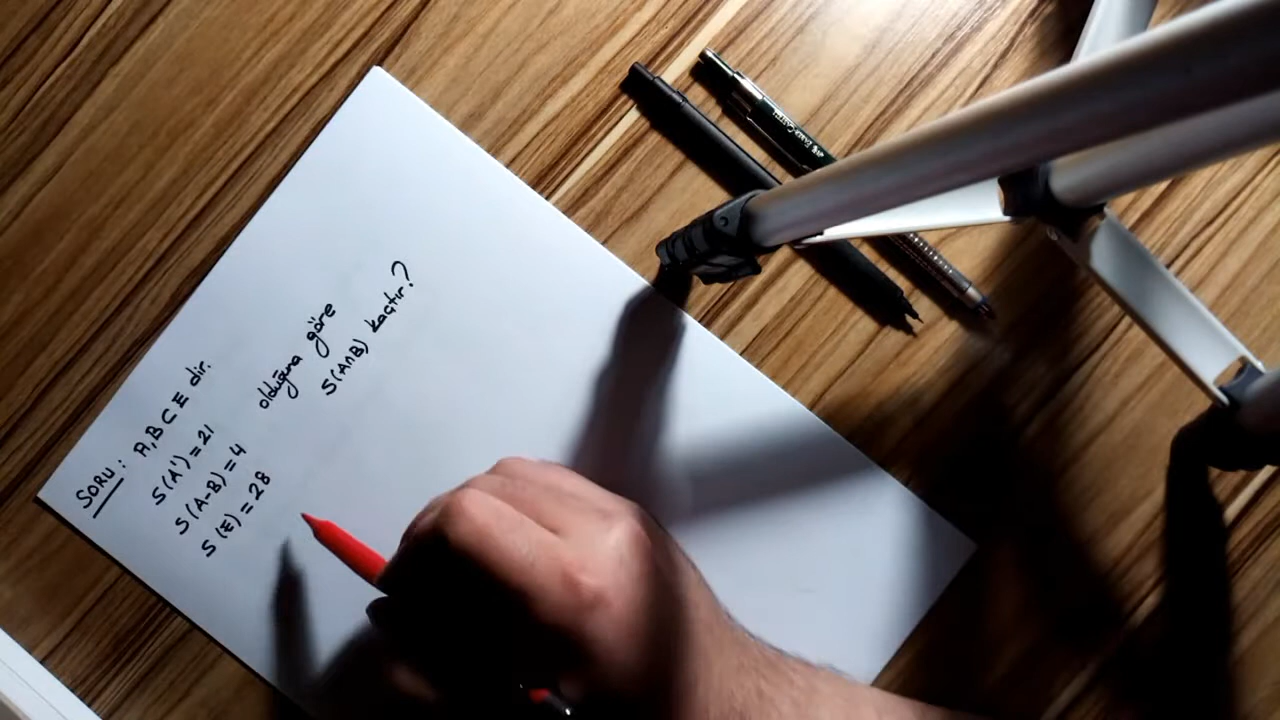 SORU: A,B C E dir.
S(A')=21
S(A-B)=4
S(E)=28
olduğuna göre
S(A∩B) kaçtır?